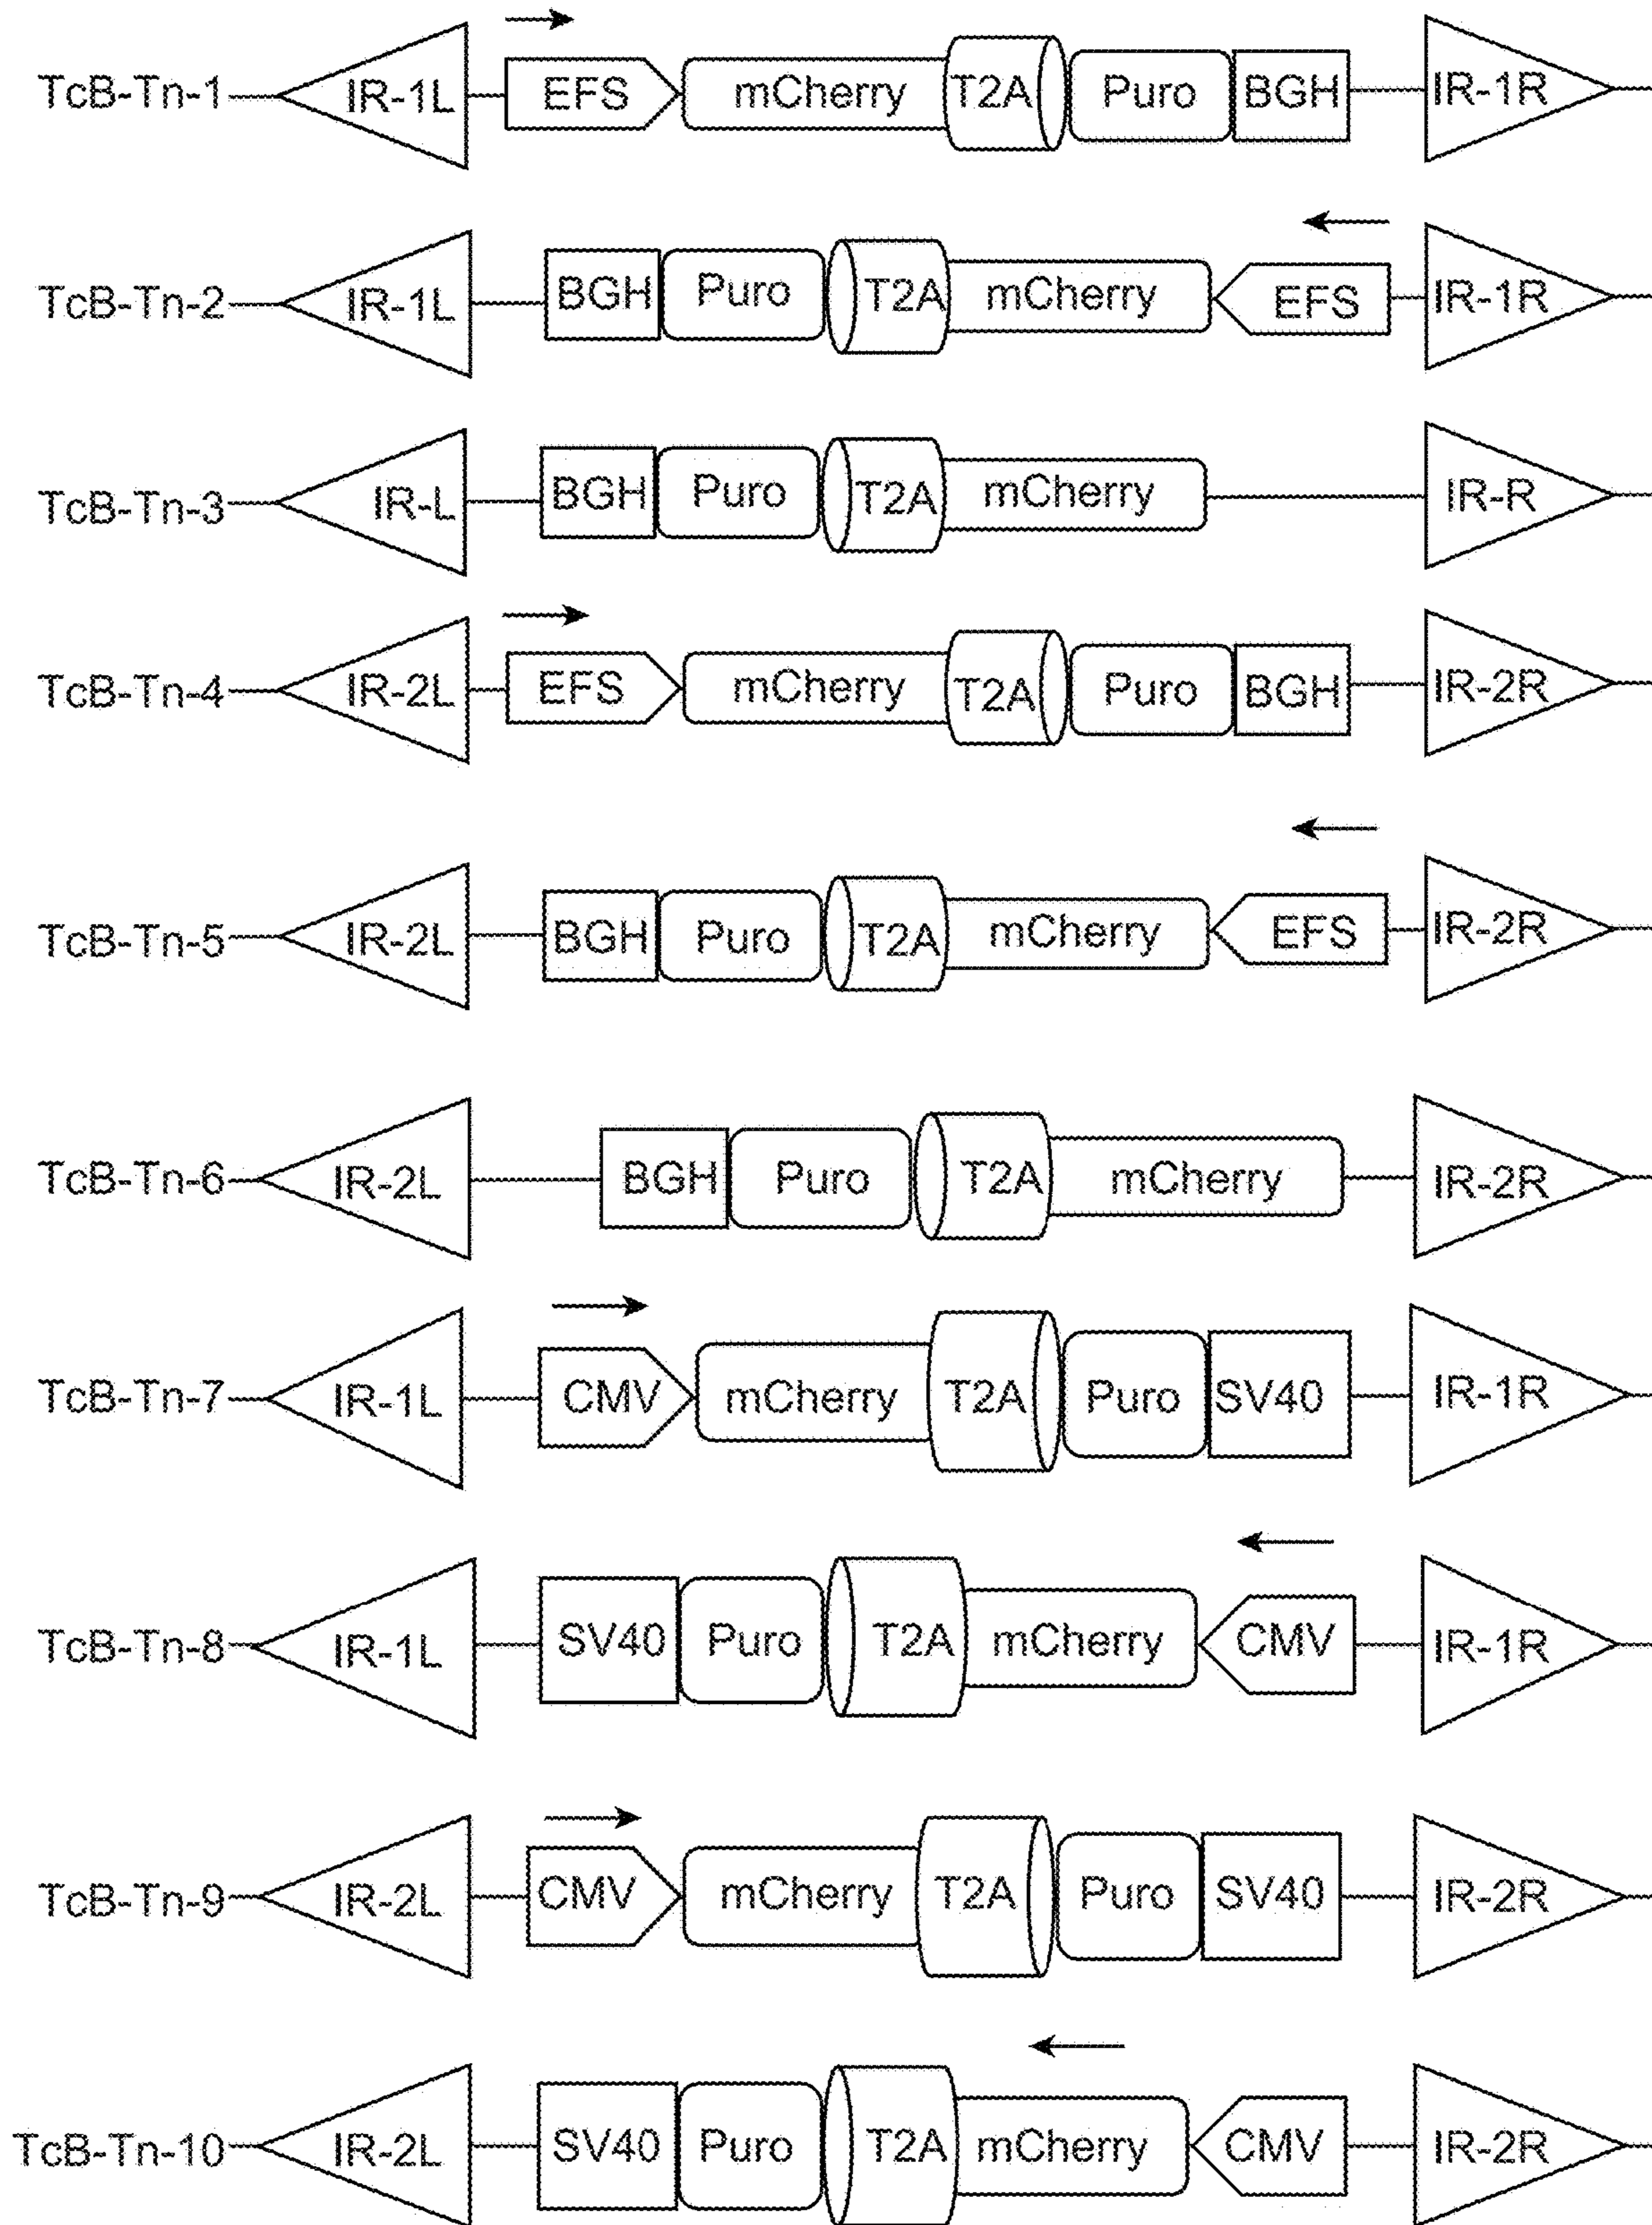 TcB-Tn-1 IR-1L EFS mCherry T2A Puro BGH IR-1R
TcB-Tn-2 IR-1L BGH Puro T2A mCherry EFS IR-1R
TcB-Tn-3 IR-L BGH Puro T2A mCherry IR-R
TcB-Tn-4 IR-2L EFS mCherry T2A Puro BGH IR-2R
TcB-Tn-5 IR-2L BGH Puro T2A mCherry EFS IR-2R
TcB-Tn-6 IR-2L BGH Puro T2A mCherry IR-2R
TcB-Tn-7 IR-1L CMV mCherry T2A Puro SV40 IR-1R
TcB-Tn-8 IR-1L SV40 Puro T2A mCherry CMV IR-1R
TcB-Tn-9 IR-2L CMV mCherry T2A Puro SV40 IR-2R
TcB-Tn-10 IR-2L SV40 Puro T2A mCherry CMV IR-2R